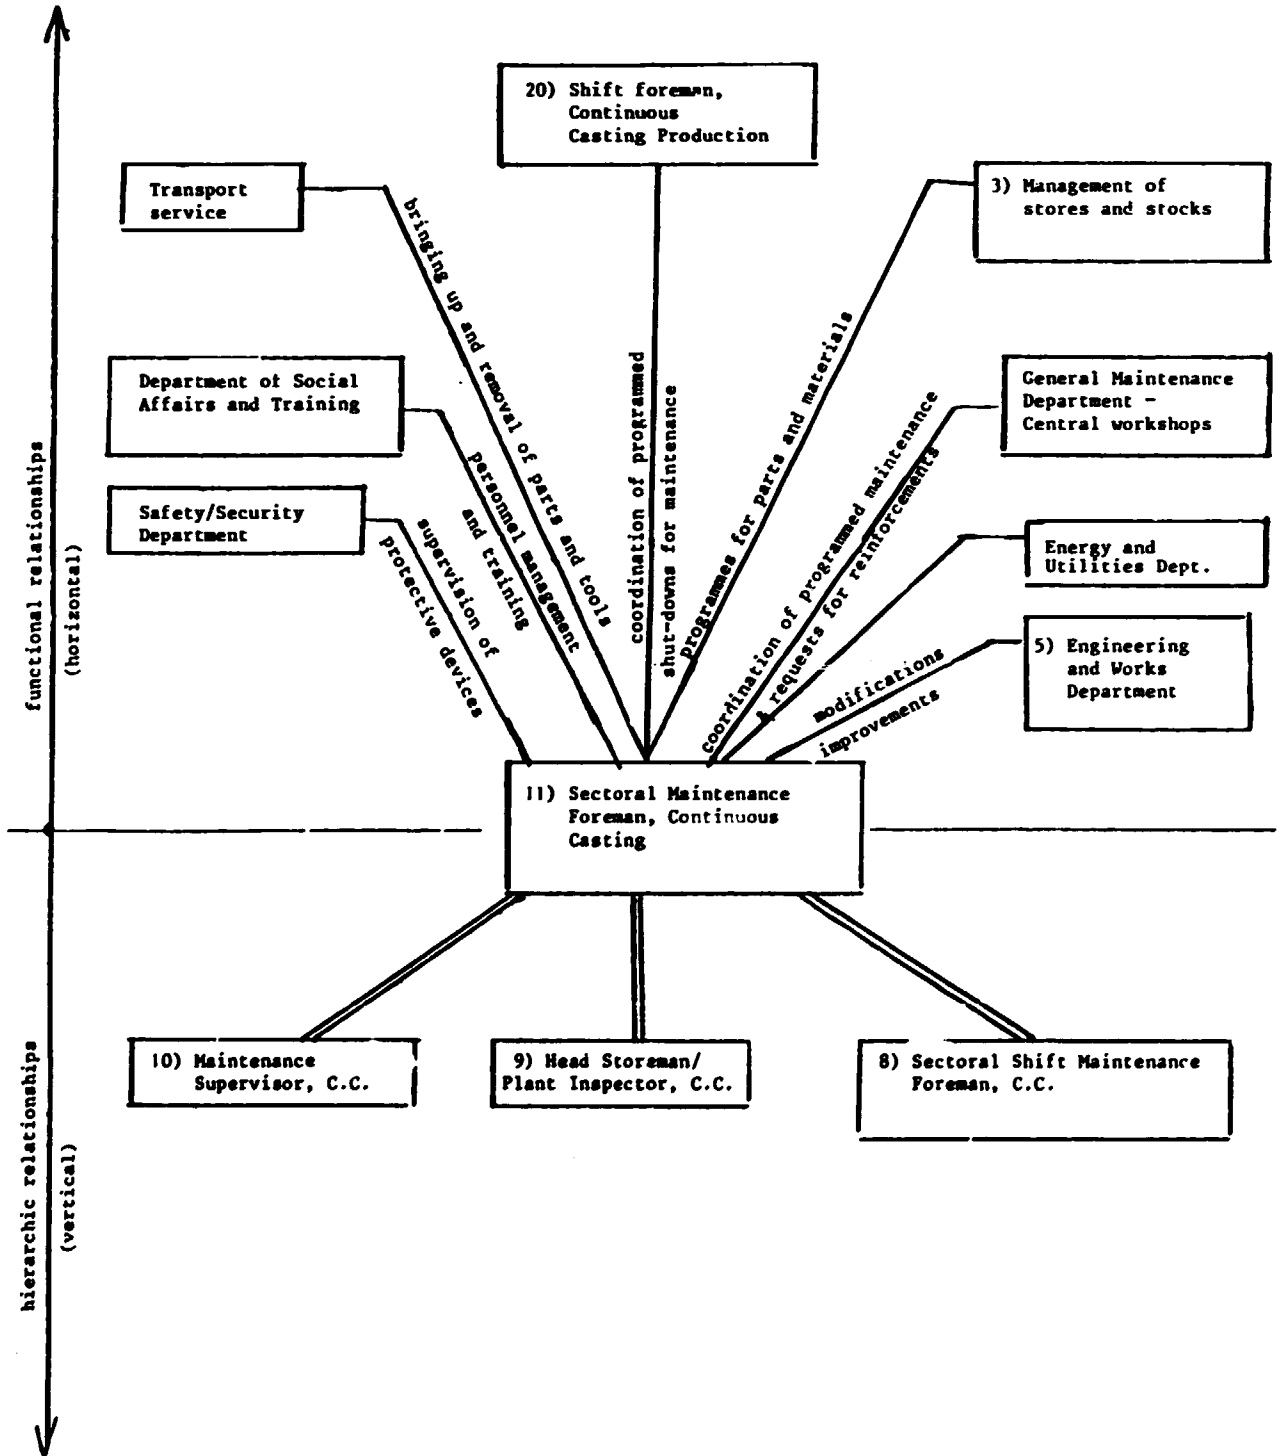 20) Shift foreman,
Continuous
Casting Production
Transport
service
3) Management of
stores and stocks
bringing up and removal of parts and tools
Department of Social
Affairs and Training
personnel management
and training
General Maintenance
Department -
Central workshops
Safety/Security
Department
supervision of
protective devices
coordination of programmed
shut-downs for maintenance
programmes for parts and materials
coordination of programmed maintenance
& requests for reinforcements
Energy and
Utilities Dept.
5) Engineering
and Works
Department
modifications
improvements
functional relationships
(horizontal)
11) Sectoral Maintenance
Foreman, Continuous
Casting
10) Maintenance
Supervisor, C.C.
9) Head Storeman/
Plant Inspector, C.C.
8) Sectoral Shift Maintenance
Foreman, C.C.
hierarchic relationships
(vertical)